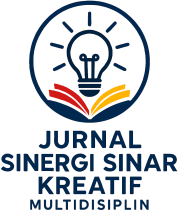 JURNAL
SINERGI SINAR
KREATIF
MULTIDISIPLIN